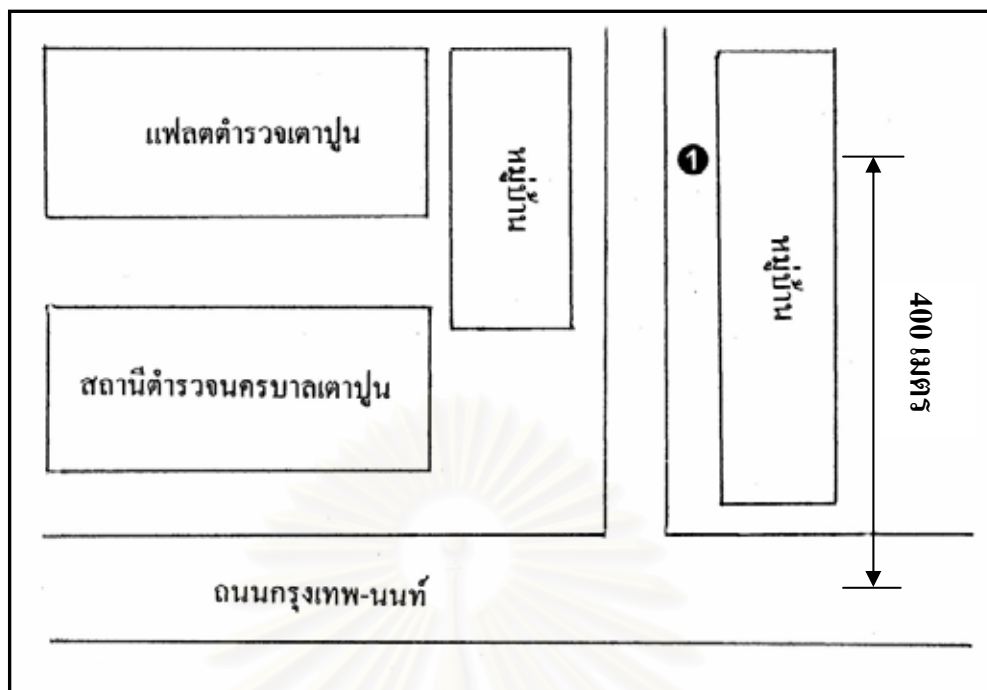 แฟลตตำรวจเตาปูน
หมู่บ้าน
1
หมู่บ้าน
400 เมตร
สถานีตำรวจนครบาลเตาปูน
ถนนกรุงเทพ-นนท์